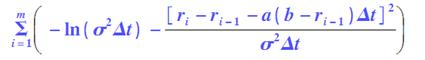 m
Σ ( −ln(σ²Δt) − [r_i − r_{i−1} − a(b − r_{i−1})Δt]² / σ²Δt )
i = 1